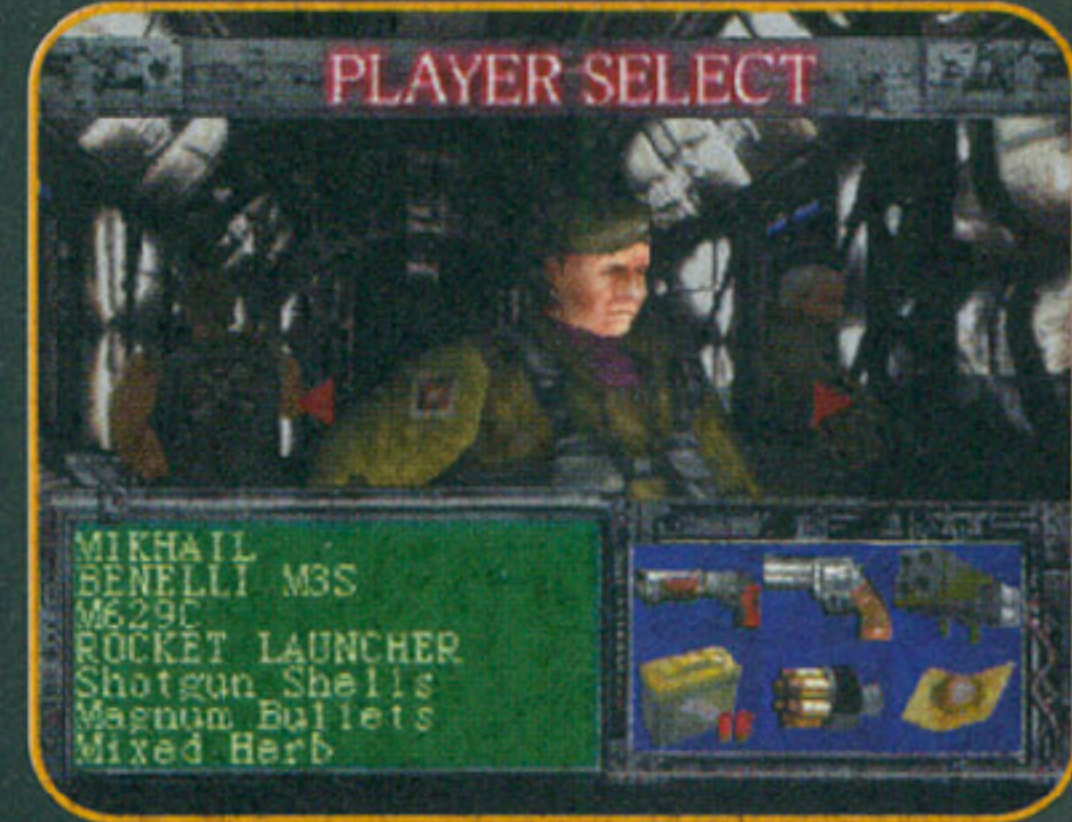 PLAYER SELECT
MIKHAIL
BENELLI M3S
M629C
ROCKET LAUNCHER
Shotgun Shells
Magnum Bullets
Mixed Herb